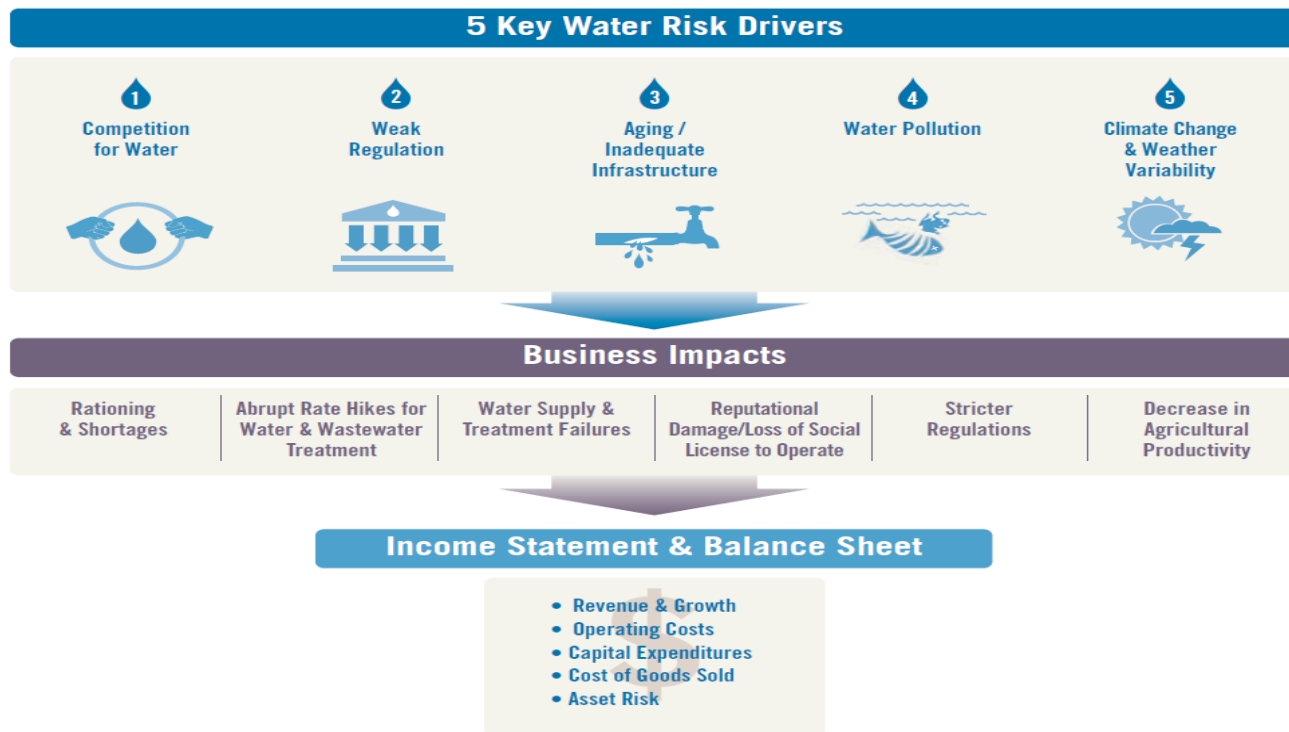 5 Key Water Risk Drivers
1
Competition
for Water
2
Weak
Regulation
3
Aging /
Inadequate
Infrastructure
4
Water Pollution
5
Climate Change
& Weather
Variability
Business Impacts
Rationing
& Shortages
Abrupt Rate Hikes for
Water & Wastewater
Treatment
Water Supply &
Treatment Failures
Reputational
Damage/Loss of Social
License to Operate
Stricter
Regulations
Decrease in
Agricultural
Productivity
Income Statement & Balance Sheet
$
• Revenue & Growth
• Operating Costs
• Capital Expenditures
• Cost of Goods Sold
• Asset Risk